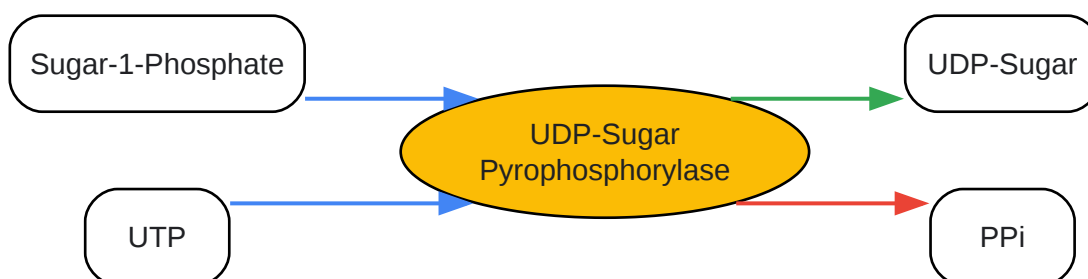 Sugar-1-Phosphate
UDP-Sugar
UDP-Sugar
Pyrophosphorylase
UTP
PPi